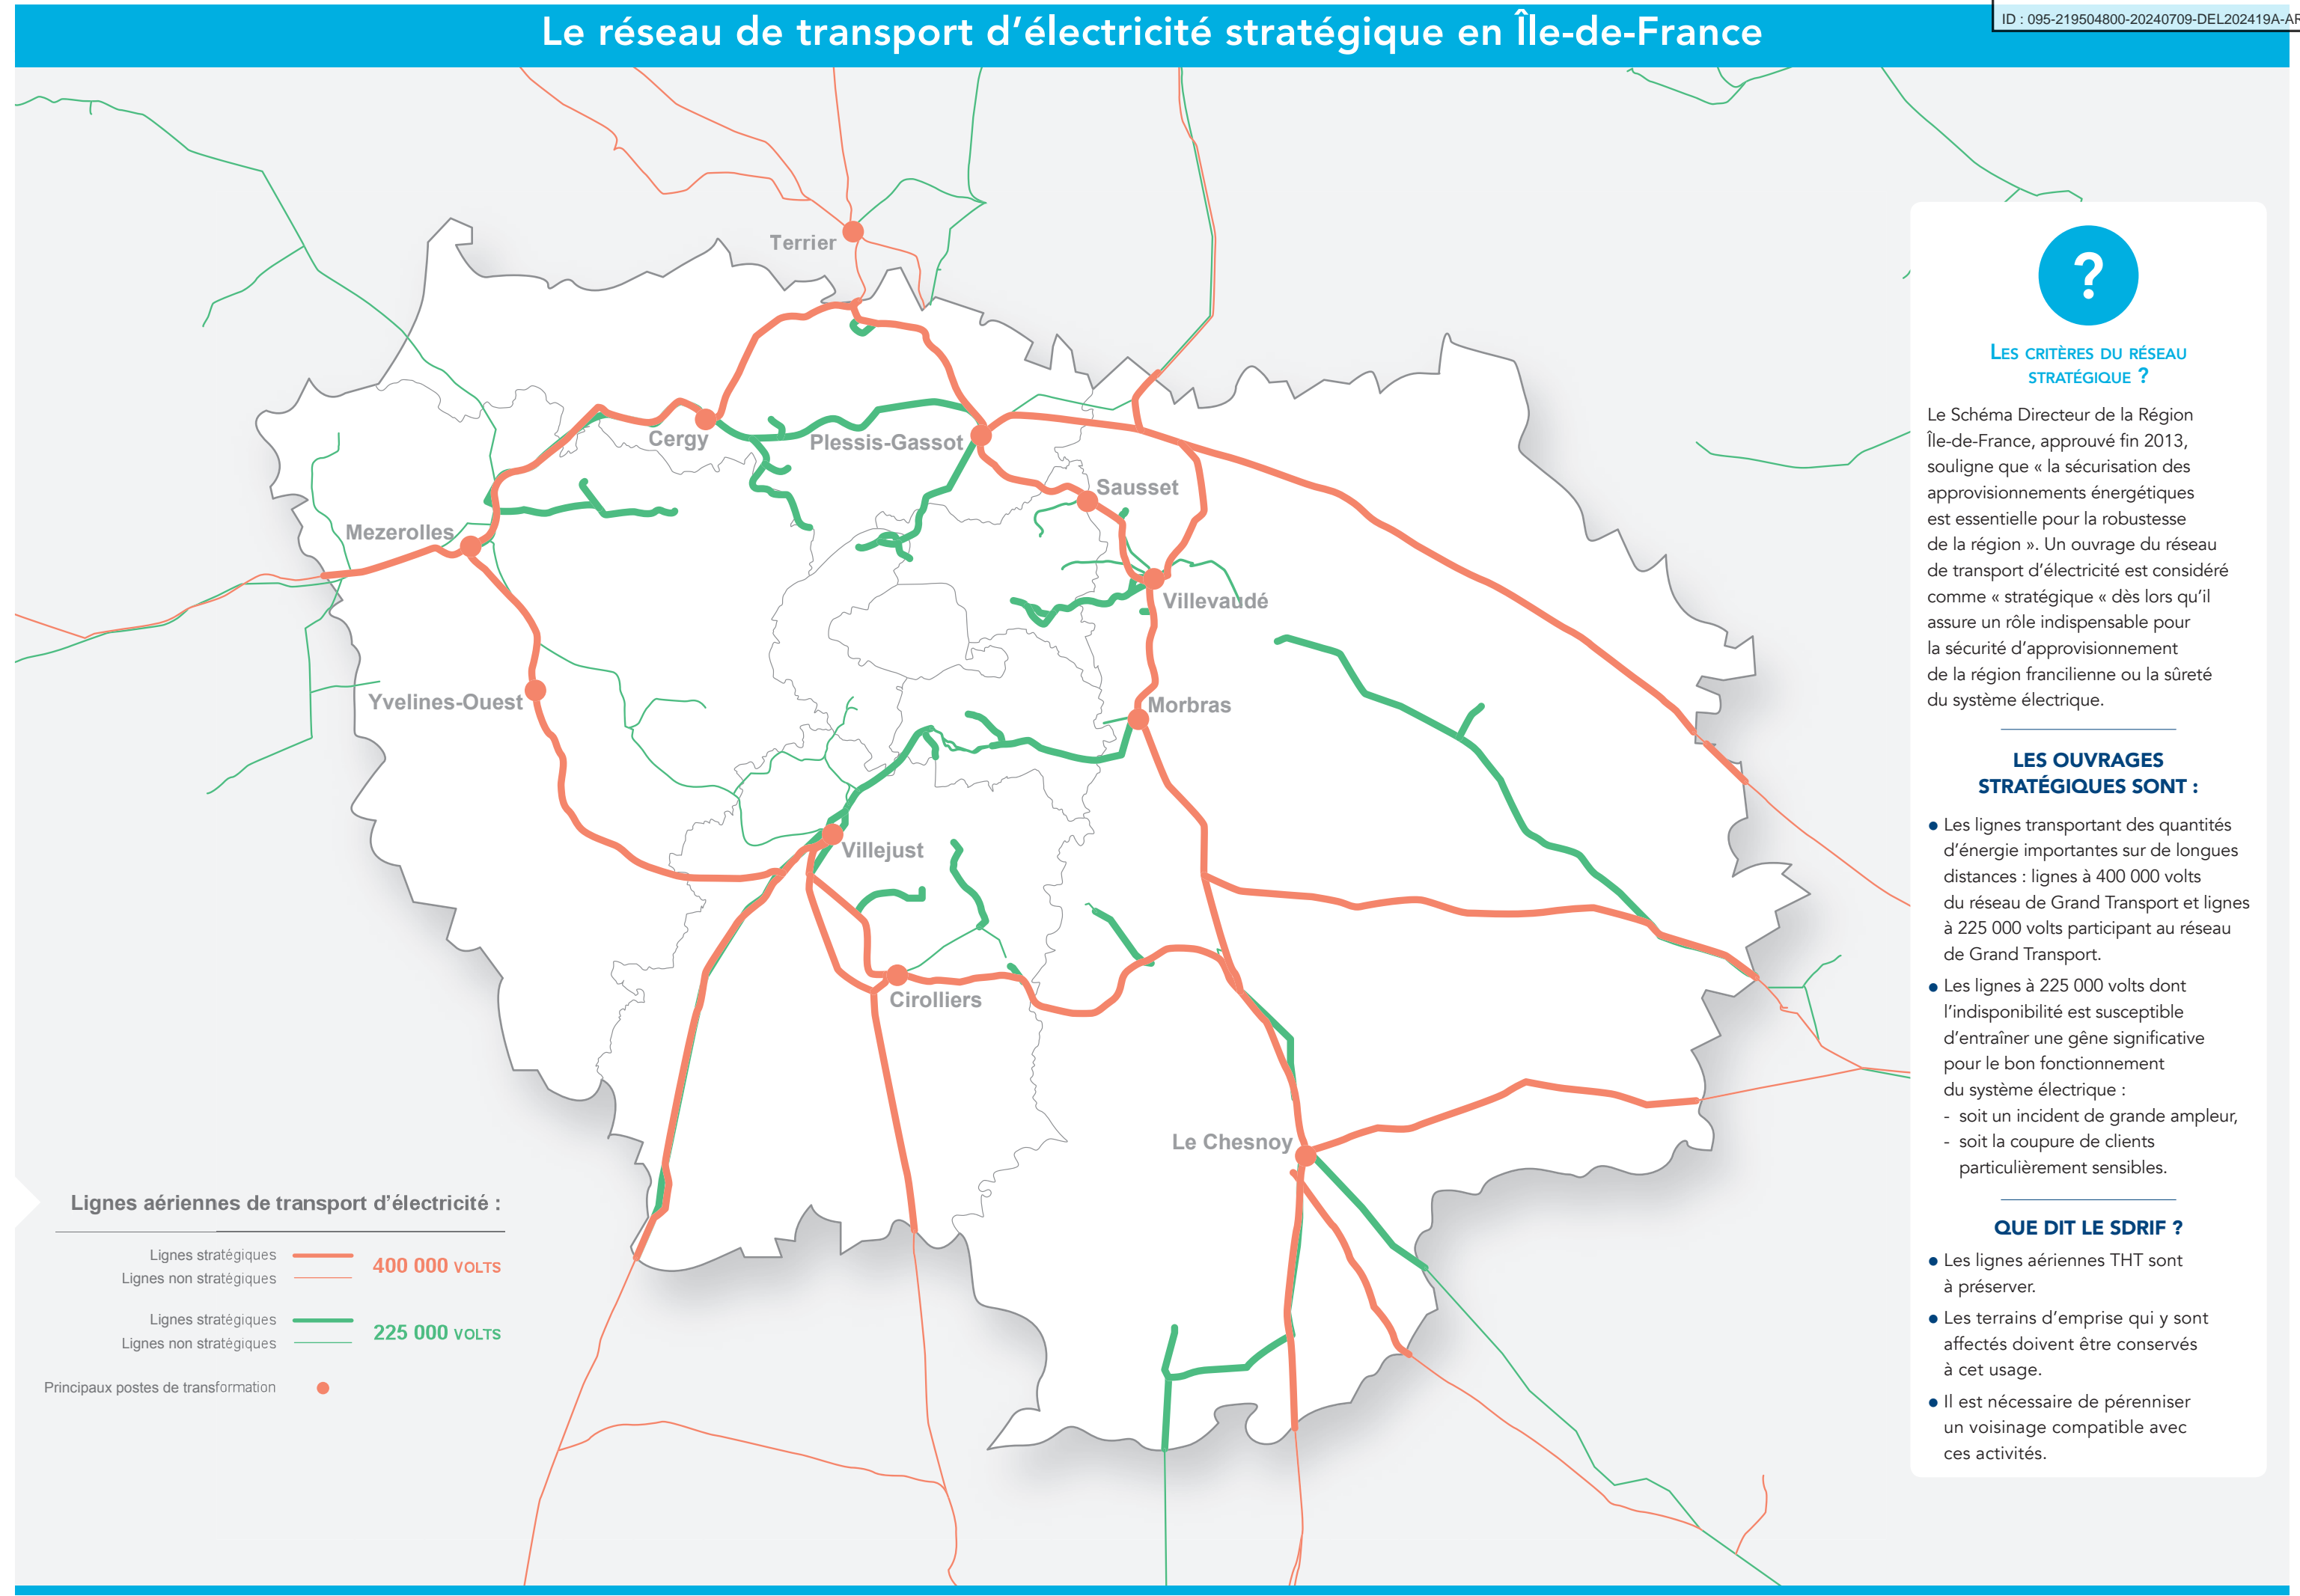 Le réseau de transport d'électricité stratégique en Île-de-France
ID : 095-219504800-20240709-DEL202419A-AR
Terrier
Cergy
Plessis-Gassot
Sausset
Mezerolles
Villevaudé
Yvelines-Ouest
Morbras
Villejust
Cirolliers
Le Chesnoy
Lignes aériennes de transport d'électricité :
Lignes stratégiques
400 000 VOLTS
Lignes non stratégiques
Lignes stratégiques
225 000 VOLTS
Lignes non stratégiques
Principaux postes de transformation
?
LES CRITÈRES DU RÉSEAU
STRATÉGIQUE ?
Le Schéma Directeur de la Région
Île-de-France, approuvé fin 2013,
souligne que « la sécurisation des
approvisionnements énergétiques
est essentielle pour la robustesse
de la région ». Un ouvrage du réseau
de transport d'électricité est considéré
comme « stratégique « dès lors qu'il
assure un rôle indispensable pour
la sécurité d'approvisionnement
de la région francilienne ou la sûreté
du système électrique.
LES OUVRAGES
STRATÉGIQUES SONT :
● Les lignes transportant des quantités
d'énergie importantes sur de longues
distances : lignes à 400 000 volts
du réseau de Grand Transport et lignes
à 225 000 volts participant au réseau
de Grand Transport.
● Les lignes à 225 000 volts dont
l'indisponibilité est susceptible
d'entraîner une gêne significative
pour le bon fonctionnement
du système électrique :
- soit un incident de grande ampleur,
- soit la coupure de clients
particulièrement sensibles.
QUE DIT LE SDRIF ?
● Les lignes aériennes THT sont
à préserver.
● Les terrains d'emprise qui y sont
affectés doivent être conservés
à cet usage.
● Il est nécessaire de pérenniser
un voisinage compatible avec
ces activités.